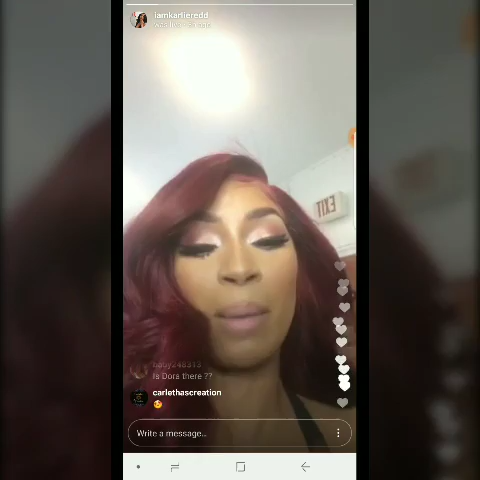 iamkarlieredd
EXIT
Is Dora there ??
carlethascreation
Write a message...